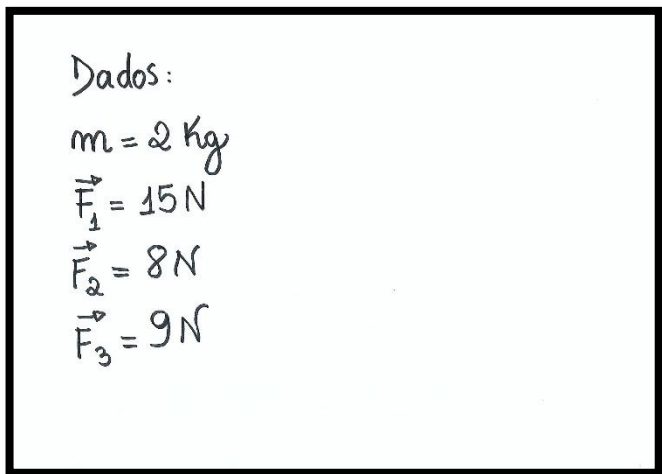 Dados:
m = 2 Kg
F⃗₁ = 15 N
F⃗₂ = 8 N
F⃗₃ = 9 N